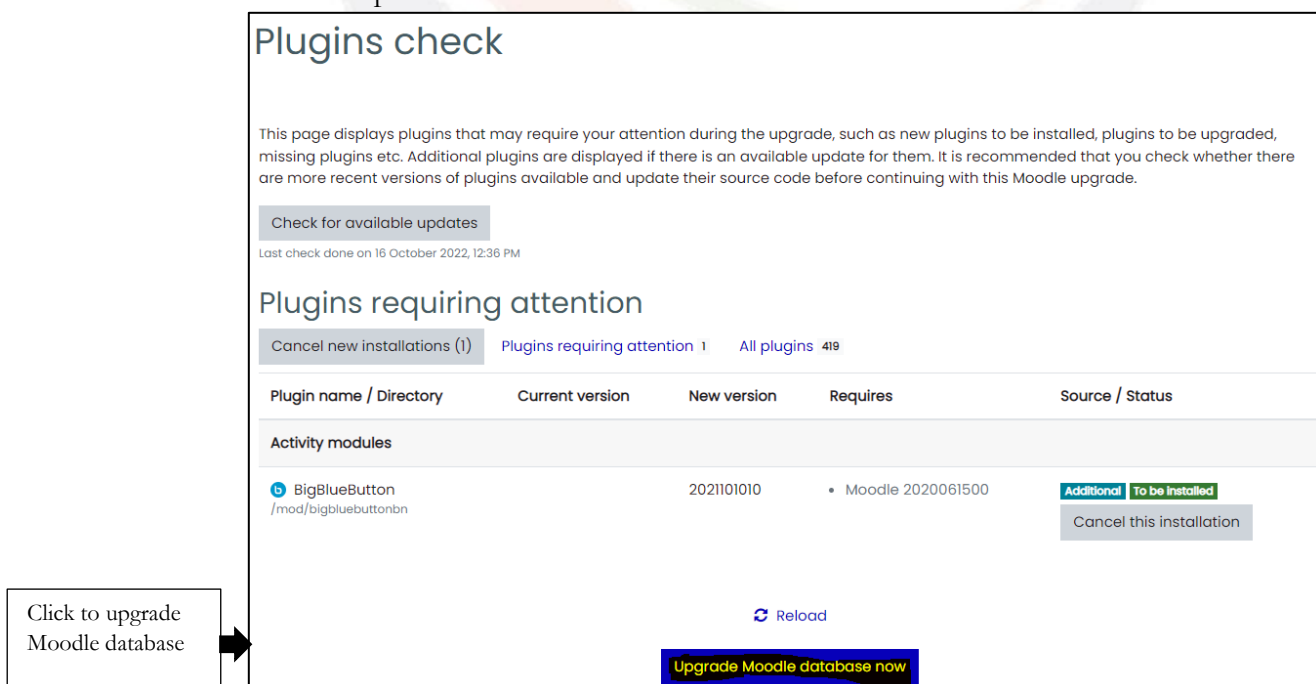 Plugins check
This page displays plugins that may require your attention during the upgrade, such as new plugins to be installed, plugins to be upgraded,
missing plugins etc. Additional plugins are displayed if there is an available update for them. It is recommended that you check whether there
are more recent versions of plugins available and update their source code before continuing with this Moodle upgrade.
Check for available updates
Last check done on 16 October 2022, 12:36 PM
Plugins requiring attention
Cancel new installations (1) Plugins requiring attention 1 All plugins 419
Plugin name / Directory Current version New version Requires Source / Status
Activity modules
b BigBlueButton 2021101010 • Moodle 2020061500 Additional To be installed
/mod/bigbluebuttonbn
Cancel this installation
Click to upgrade
Moodle database
Reload
Upgrade Moodle database now